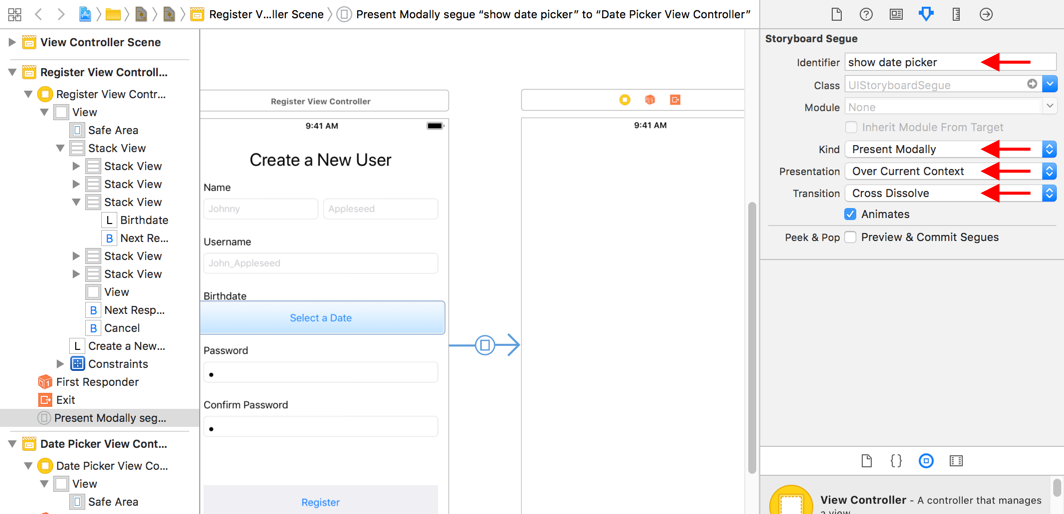 Register V...ller Scene
Present Modally segue “show date picker” to “Date Picker View Controller”
View Controller Scene
Register View Controll...
Register View Contr...
View
Safe Area
Stack View
Stack View
Stack View
Stack View
L Birthdate
B Next Re...
Stack View
Stack View
View
B Next Resp...
B Cancel
L Create a New...
Constraints
First Responder
Exit
Present Modally seg...
Date Picker View Cont...
Date Picker View Co...
View
Safe Area
Register View Controller
9:41 AM
Create a New User
Name
Johnny Appleseed
Username
John_Appleseed
Birthdate
Select a Date
Password
Confirm Password
Register
9:41 AM
Storyboard Segue
Identifier show date picker
Class UIStoryboardSegue
Module None
Inherit Module From Target
Kind Present Modally
Presentation Over Current Context
Transition Cross Dissolve
Animates
Peek & Pop Preview & Commit Segues
{ }
View Controller - A controller that manages
a view.